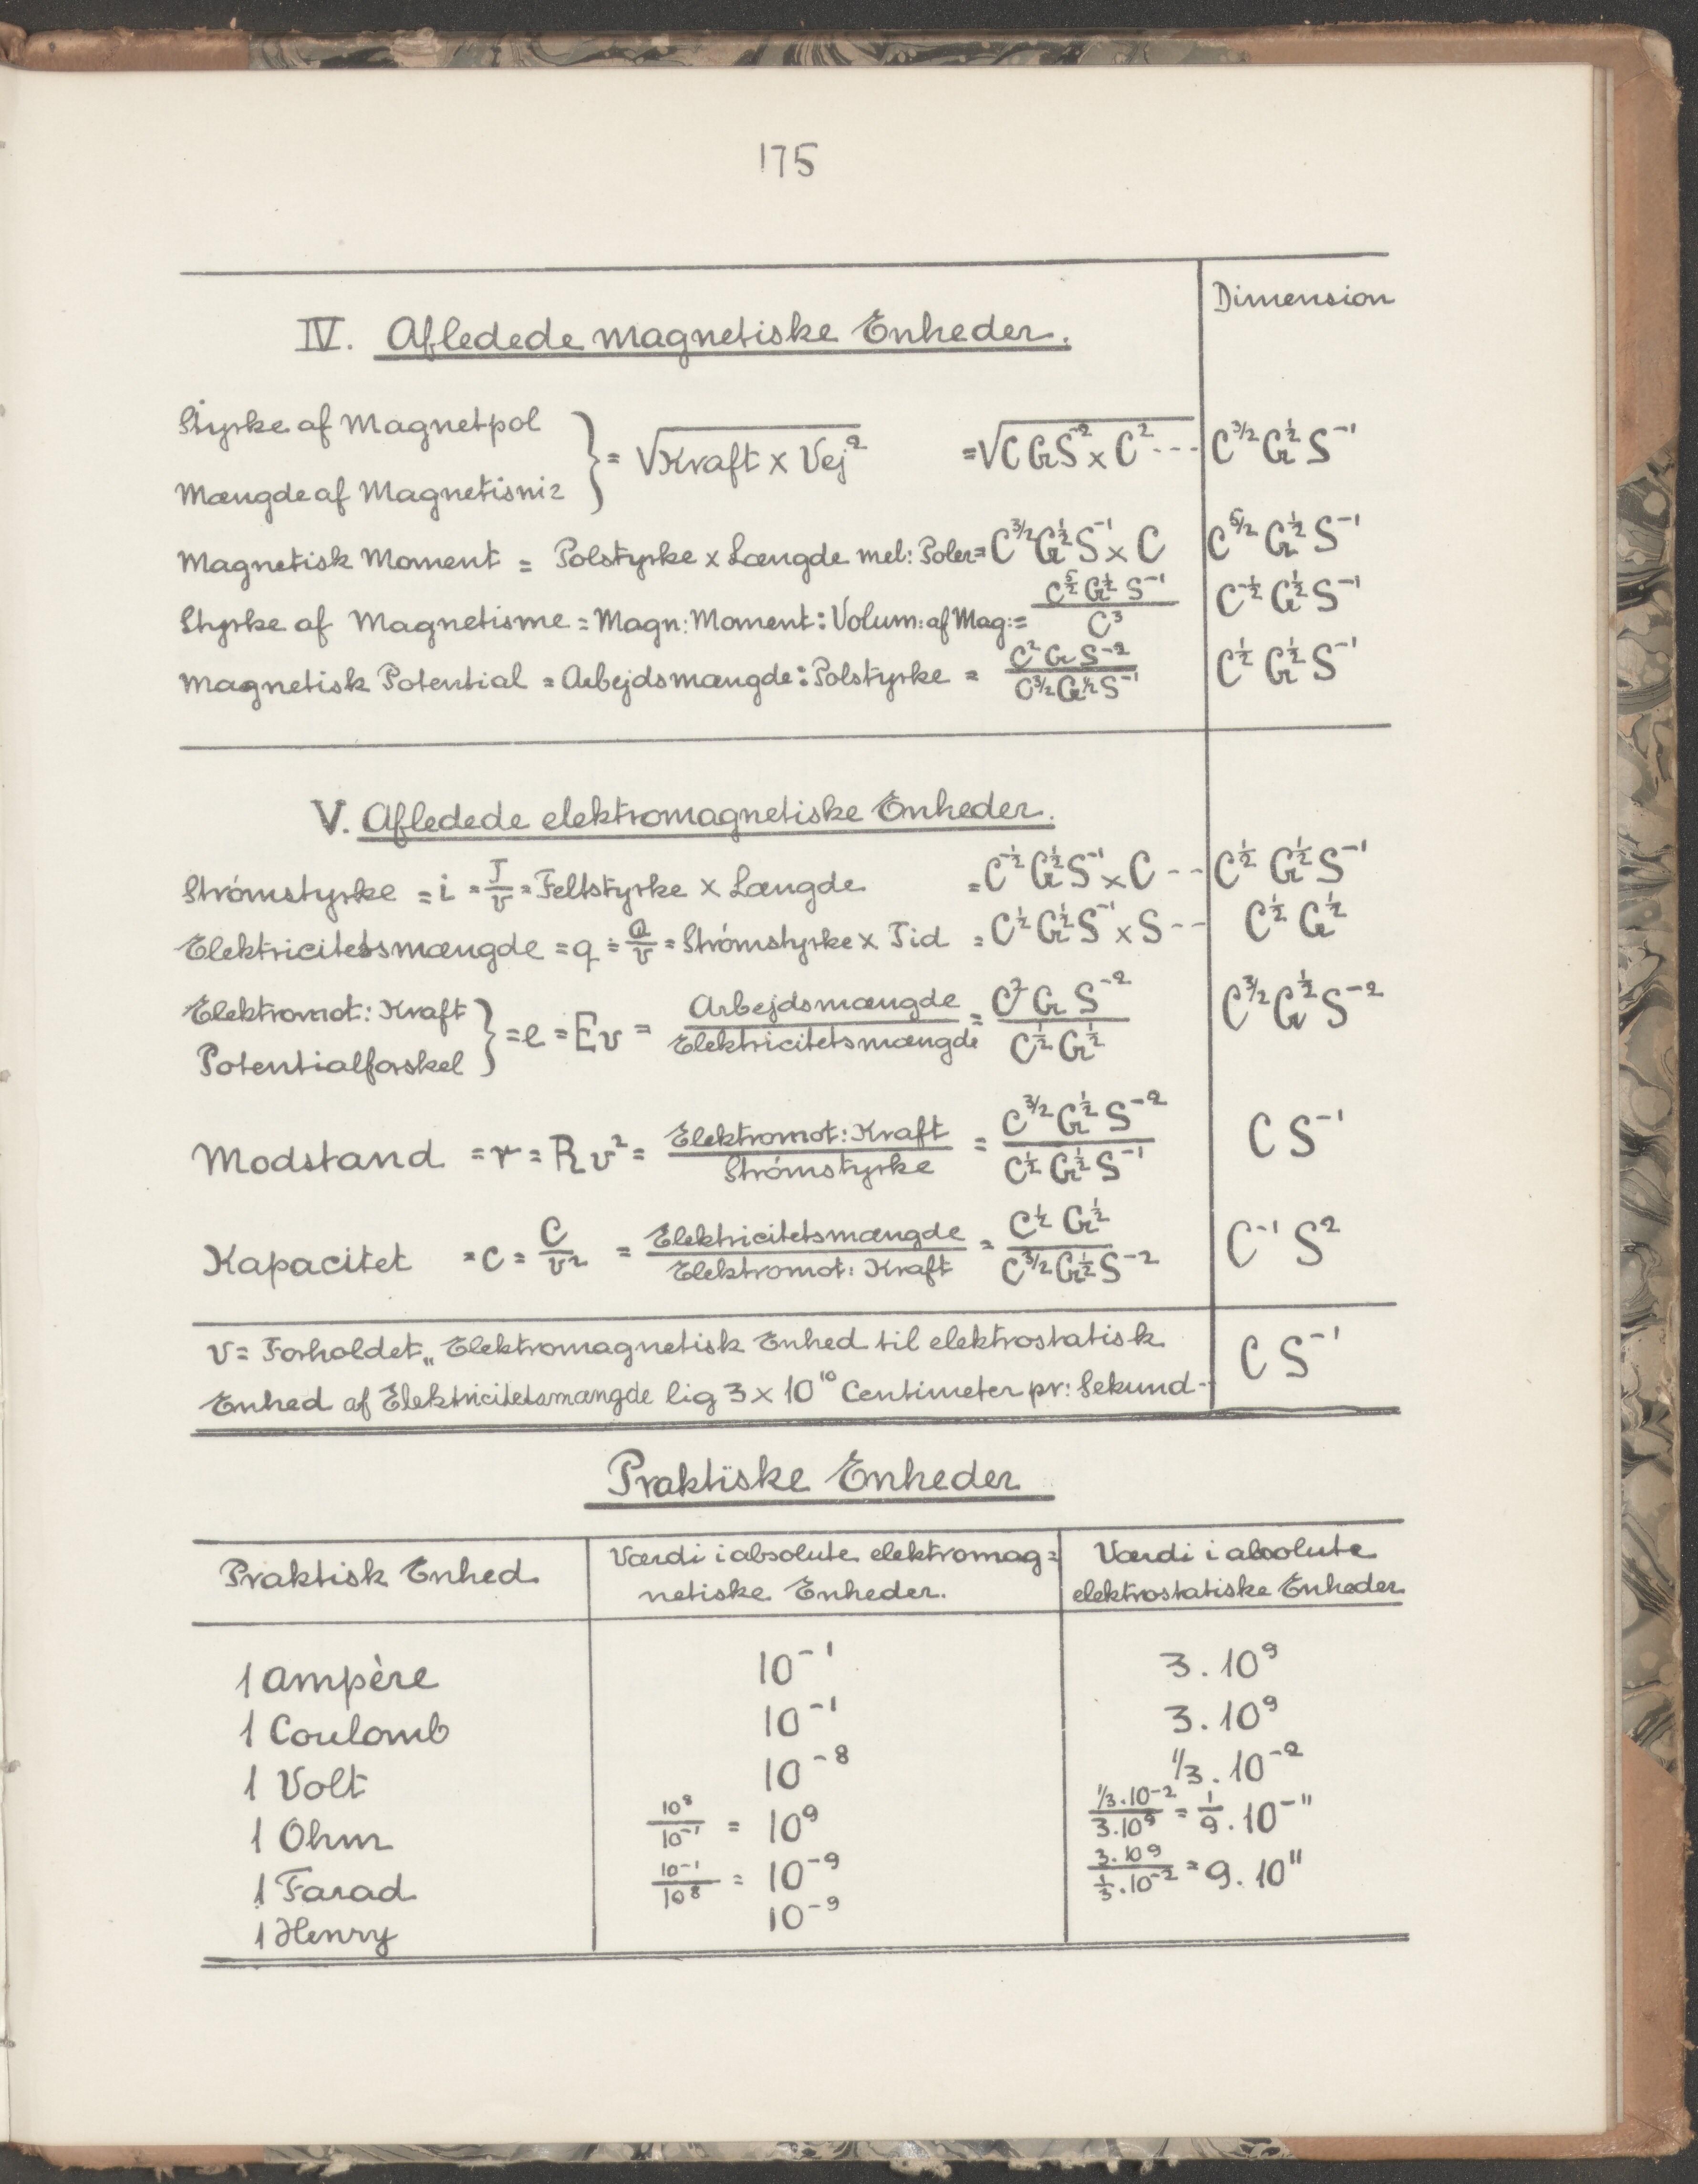 175
Dimension
IV. Afledede magnetiske Enheder.
Styrke af Magnetpol
Mængde af Magnetisme } = √(Kraft × Vej²) = √(C G S⁻² × C²) --- C^3/2 G^1/2 S⁻¹
Magnetisk Moment = Polstyrke × Længde mel: Poler = C^3/2 G^1/2 S⁻¹ × C C^5/2 G^1/2 S⁻¹
Styrke af Magnetisme = Magn: Moment : Volum: af Mag: = C^5/2 G^1/2 S⁻¹ / C³ C^-1/2 G^1/2 S⁻¹
Magnetisk Potential = Arbejdsmængde : Polstyrke = C² G S⁻² / C^3/2 G^1/2 S⁻¹ C^1/2 G^1/2 S⁻¹
V. Afledede elektromagnetiske Enheder.
Strömstyrke = i = J/v = Feltstyrke × Længde = C^-1/2 G^1/2 S⁻¹ × C -- C^1/2 G^1/2 S⁻¹
Elektricitetsmængde = q = Q/v = Strömstyrke × Tid = C^1/2 G^1/2 S⁻¹ × S -- C^1/2 G^1/2
Elektromot: Kraft
Potentialforskel } = e = Ev = Arbejdsmængde / Elektricitetsmængde = C² G S⁻² / C^1/2 G^1/2 C^3/2 G^1/2 S⁻²
Modstand = r = Rv² = Elektromot: Kraft / Strömstyrke = C^3/2 G^1/2 S⁻² / C^1/2 G^1/2 S⁻¹ C S⁻¹
Kapacitet = c = C/v² = Elektricitetsmængde / Elektromot: Kraft = C^1/2 G^1/2 / C^3/2 G^1/2 S⁻² C⁻¹ S²
v = Forholdet „ Elektromagnetisk Enhed til elektrostatisk
Enhed af Elektricitetsmængde lig 3 × 10¹⁰ Centimeter pr: Sekund - C S⁻¹
Praktiske Enheder
Praktisk Enhed
Værdi i absolute elektromag=
netiske Enheder.
Værdi i absolute
elektrostatiske Enheder
1 Ampère 10⁻¹ 3.10⁹
1 Coulomb 10⁻¹ 3.10⁹
1 Volt 10⁻⁸ 1/3.10⁻²
1 Ohm 10⁸/10⁻¹ = 10⁹ 1/3.10⁻² / 3.10⁹ = 1/9.10⁻¹¹
1 Farad 10⁻¹/10⁸ = 10⁻⁹ 3.10⁹ / 1/3.10⁻² = 9.10¹¹
1 Henry 10⁻⁹